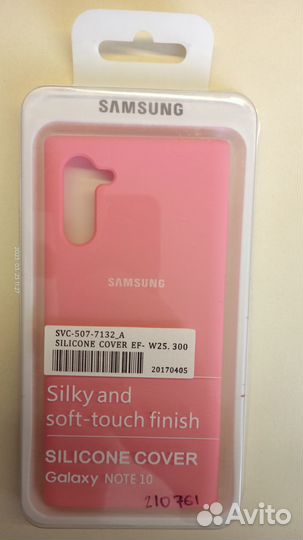 SAMSUNG
SAMSUNG
SVC-507-7132_A
SILICONE COVER EF- W25. 300
20170405
Silky and
soft-touch finish
SILICONE COVER
Galaxy NOTE 10
210761
Avito